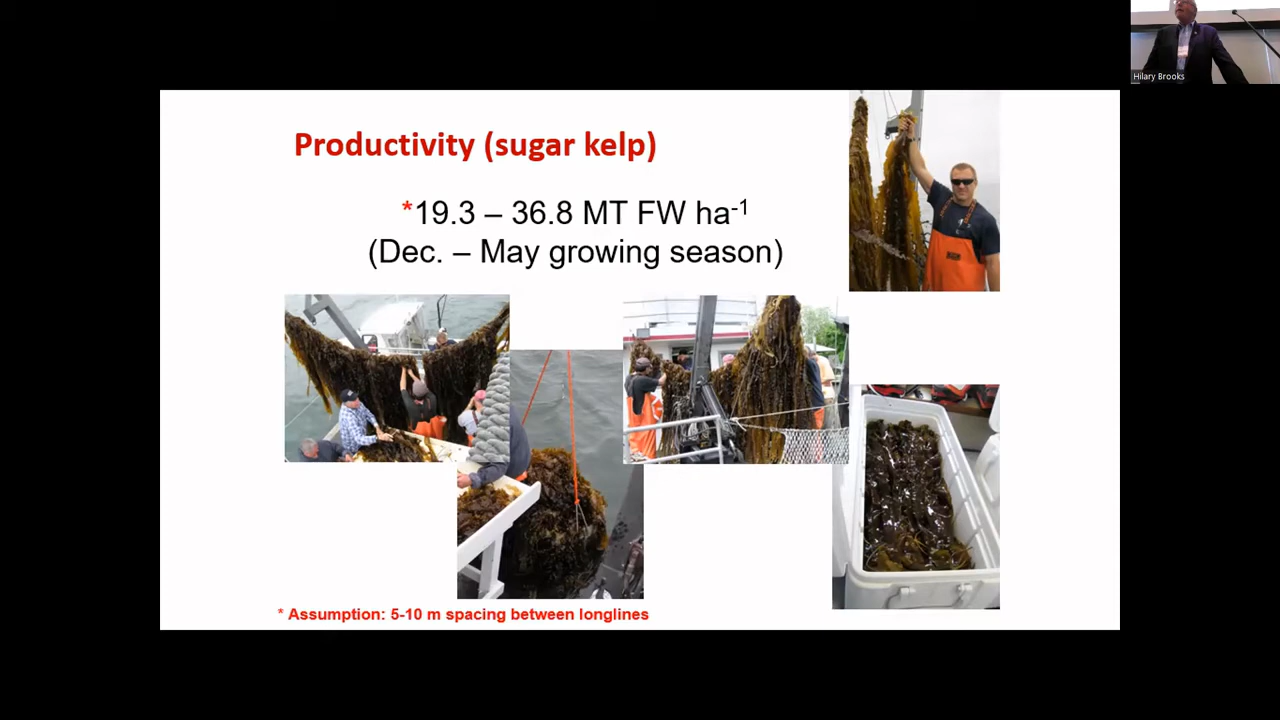 Hilary Brooks
Productivity (sugar kelp)
*19.3 – 36.8 MT FW ha-1
(Dec. – May growing season)
* Assumption: 5-10 m spacing between longlines